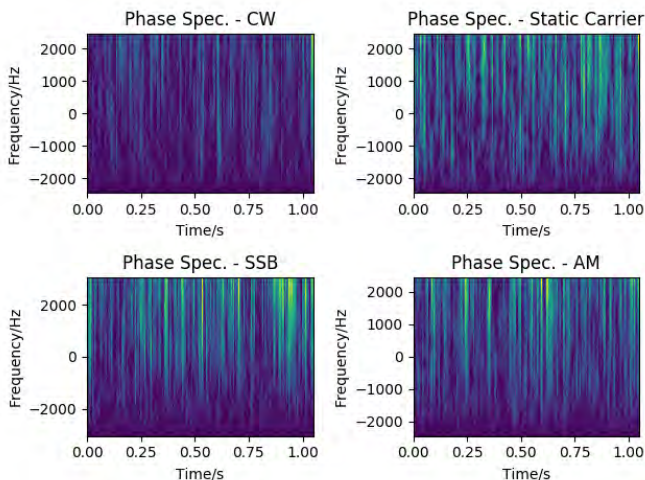 Phase Spec. - CW
Phase Spec. - Static Carrier
Frequency/Hz
2000
1000
0
−1000
−2000
0.00 0.25 0.50 0.75 1.00
Time/s
Frequency/Hz
2000
1000
0
−1000
−2000
0.00 0.25 0.50 0.75 1.00
Time/s
Phase Spec. - SSB
Phase Spec. - AM
Frequency/Hz
2000
0
−2000
0.00 0.25 0.50 0.75 1.00
Time/s
Frequency/Hz
2000
1000
0
−1000
−2000
0.00 0.25 0.50 0.75 1.00
Time/s